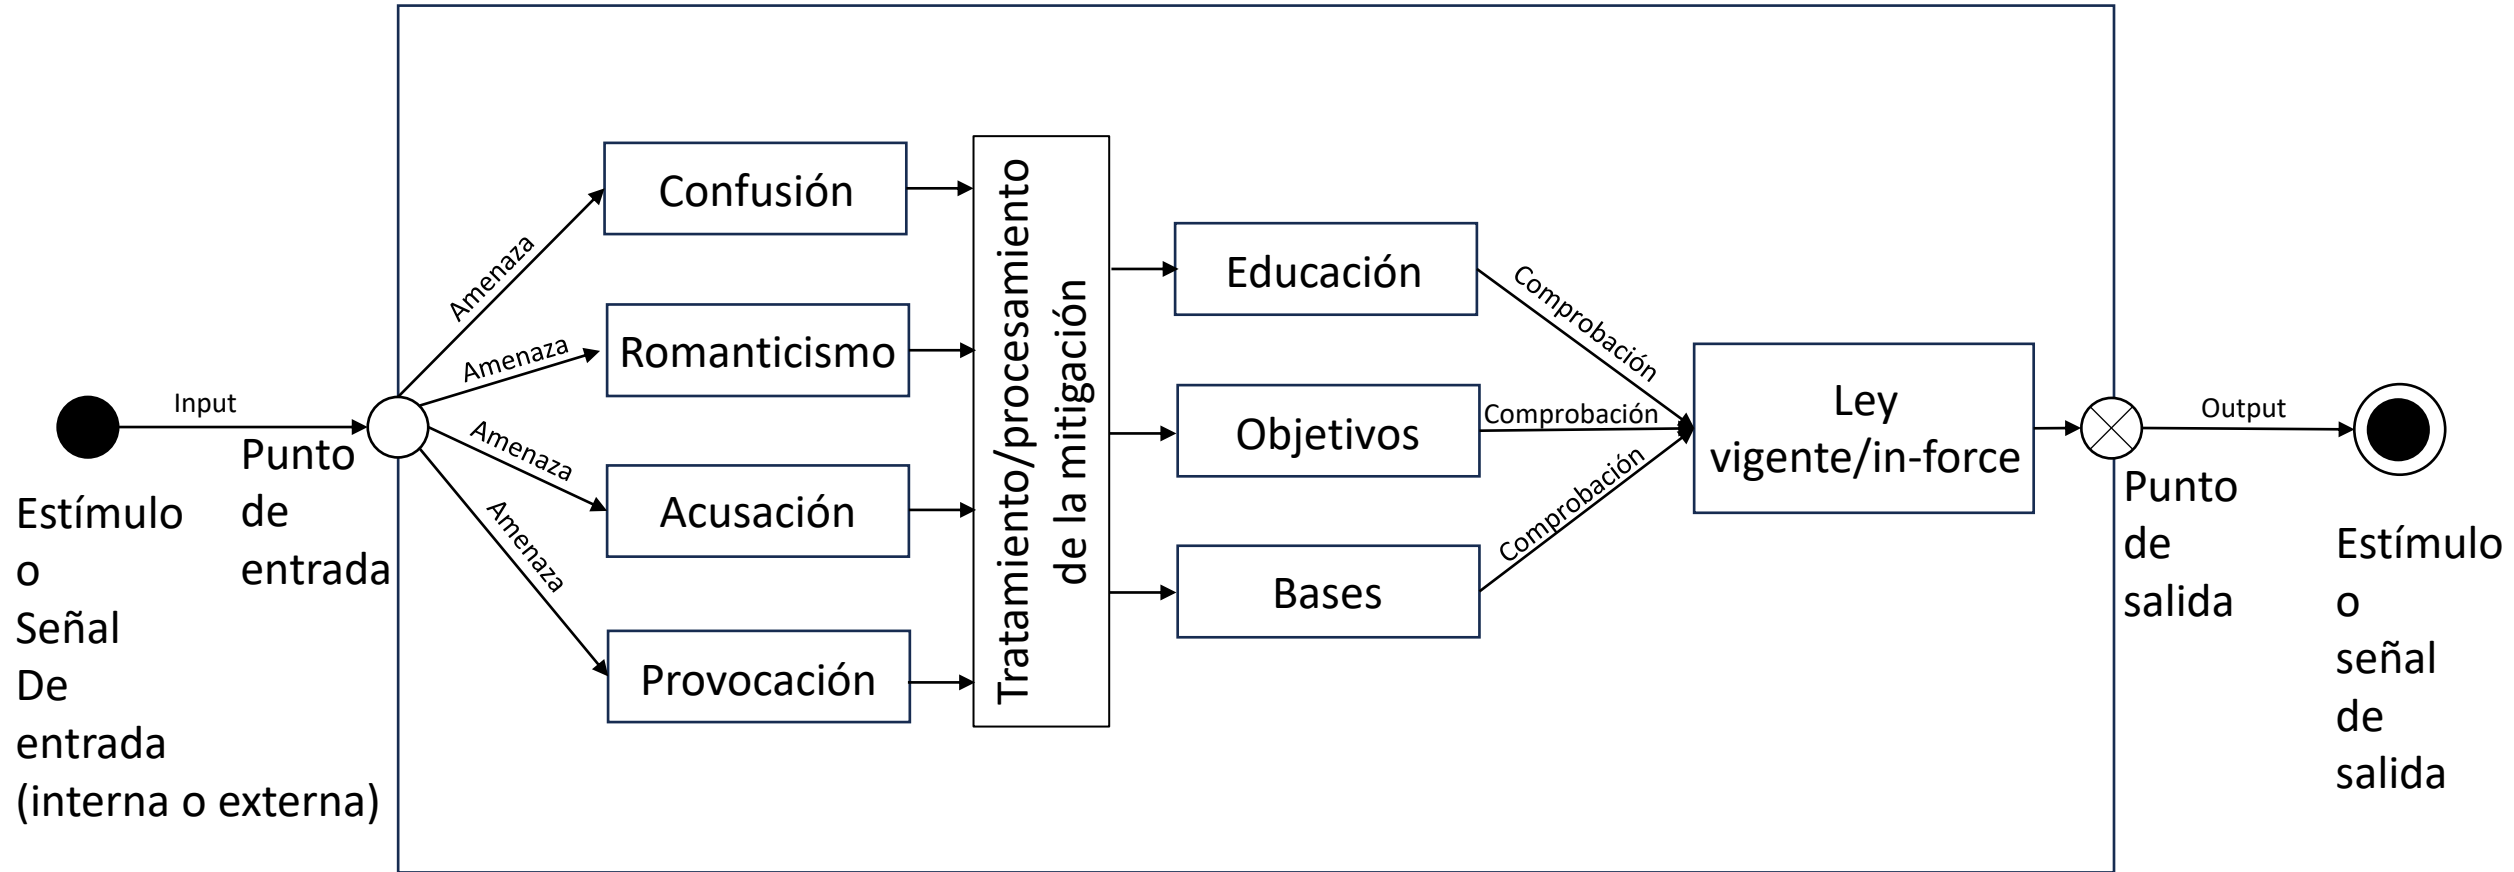 Input
Punto
de
entrada
Estímulo
o
Señal
De
entrada
(interna o externa)
Amenaza
Amenaza
Amenaza
Amenaza
Confusión
Romanticismo
Acusación
Provocación
Tratamiento/procesamiento
de la mitigación
Educación
Objetivos
Bases
Comprobación
Comprobación
Comprobación
Ley
vigente/in-force
Output
Punto
de
salida
Estímulo
o
señal
de
salida